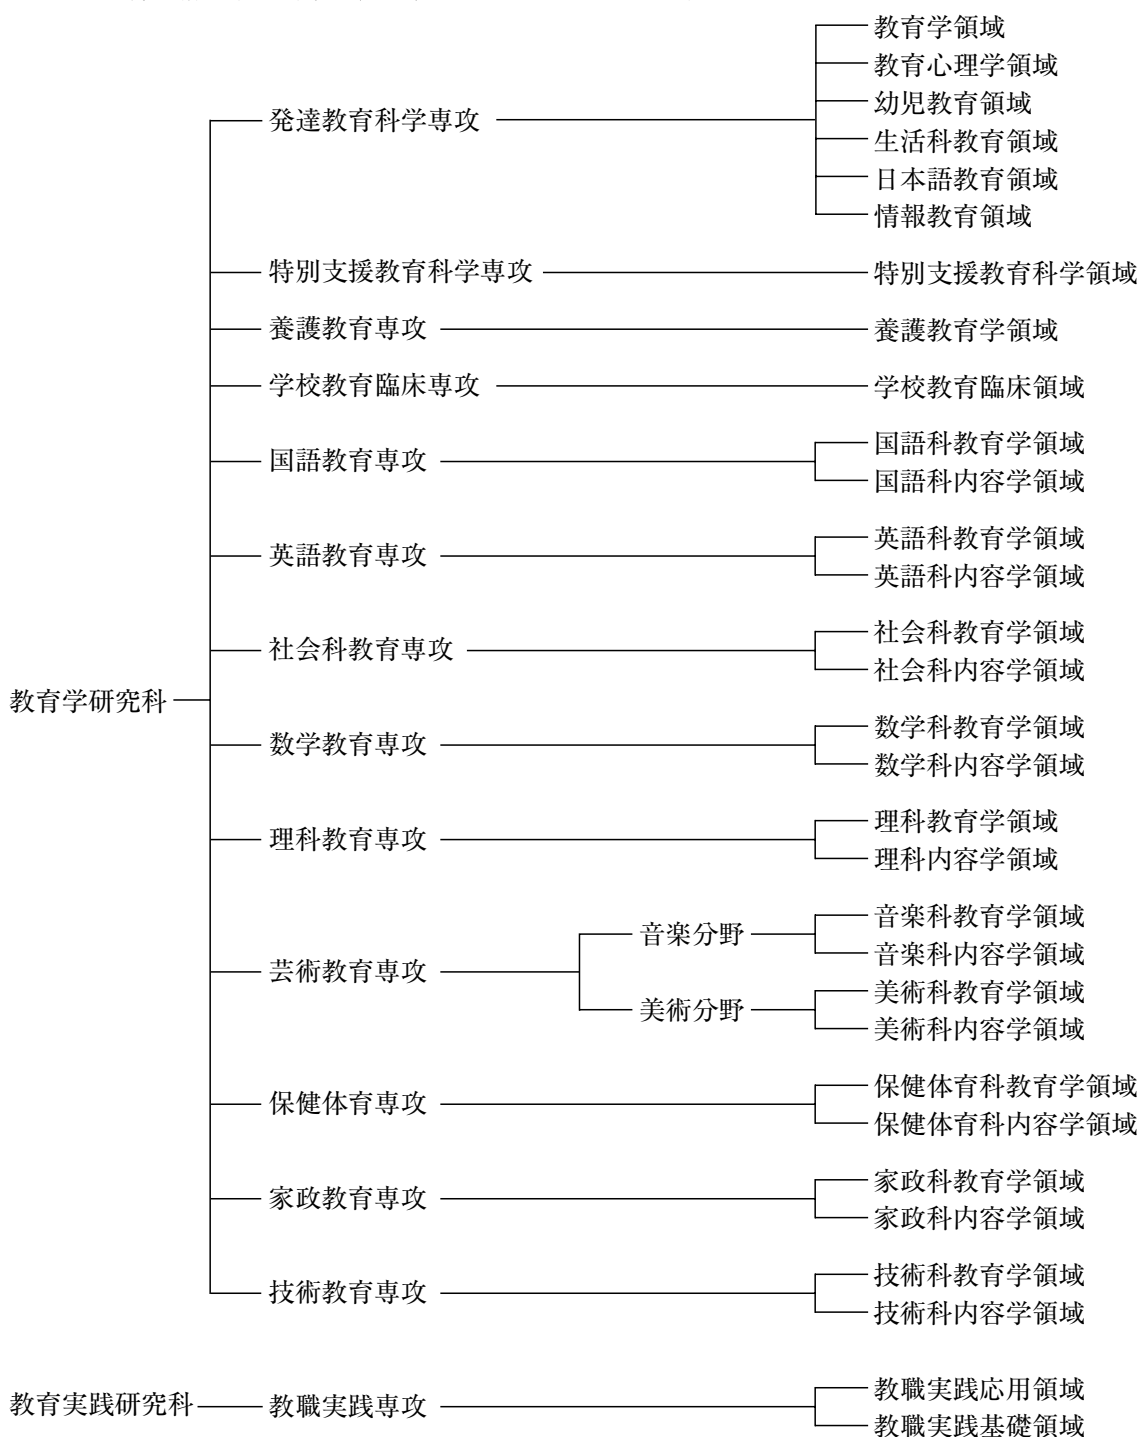 教育学領域
教育心理学領域
幼児教育領域
発達教育科学専攻
生活科教育領域
日本語教育領域
情報教育領域
特別支援教育科学専攻 特別支援教育科学領域
養護教育専攻 養護教育学領域
学校教育臨床専攻 学校教育臨床領域
国語科教育学領域
国語教育専攻
国語科内容学領域
英語科教育学領域
英語教育専攻
英語科内容学領域
社会科教育学領域
社会科教育専攻
社会科内容学領域
教育学研究科
数学科教育学領域
数学教育専攻
数学科内容学領域
理科教育学領域
理科教育専攻
理科内容学領域
音楽科教育学領域
音楽分野
音楽科内容学領域
芸術教育専攻
美術科教育学領域
美術分野
美術科内容学領域
保健体育科教育学領域
保健体育専攻
保健体育科内容学領域
家政科教育学領域
家政教育専攻
家政科内容学領域
技術科教育学領域
技術教育専攻
技術科内容学領域
教職実践応用領域
教育実践研究科 教職実践専攻
教職実践基礎領域